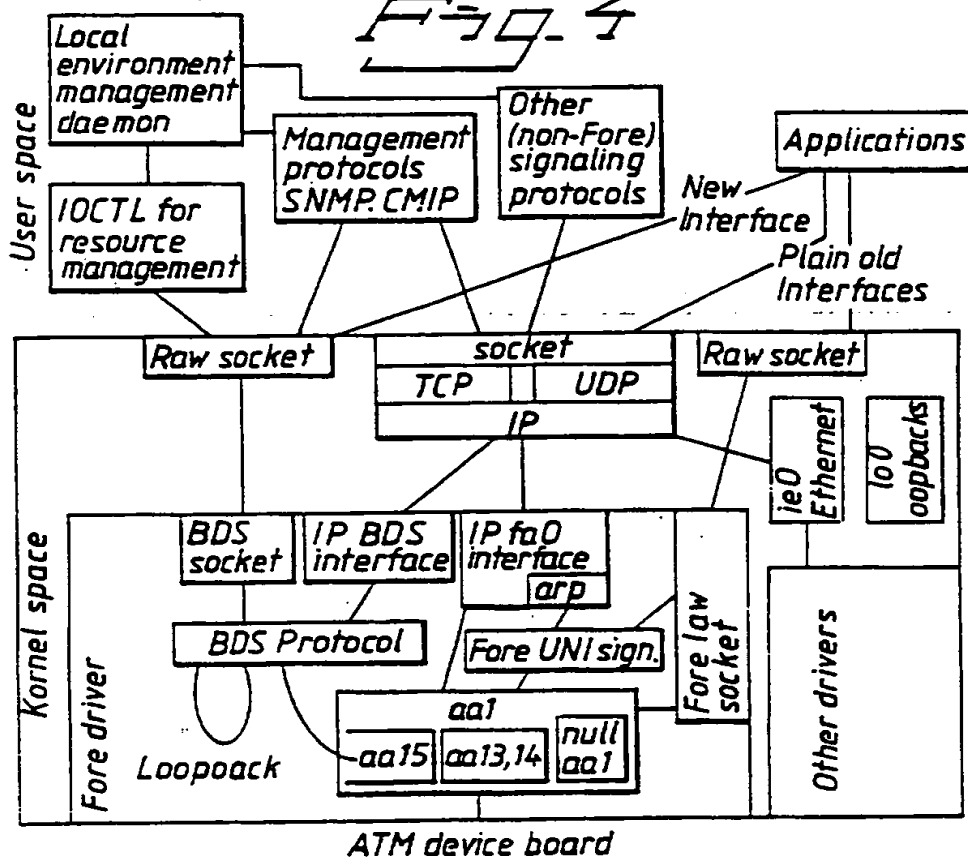 Fig. 4
Local
environment
management
daemon
Management
protocols
SNMP. CMIP
Other
(non-Fore)
signaling
protocols
Applications
User space
IOCTL for
resource
management
New
Interface
Plain old
Interfaces
Raw socket
socket
TCP
UDP
IP
Raw socket
ie0
Ethernet
lo0
oopbacks
Kornel space
Fore driver
BDS
socket
IP BDS
interface
IP fa0
interface
arp
BDS Protocol
Fore UNI sign.
Fore law
socket
Other drivers
Loopoack
aa1
aa15
aa13,14
null
aa1
ATM device board